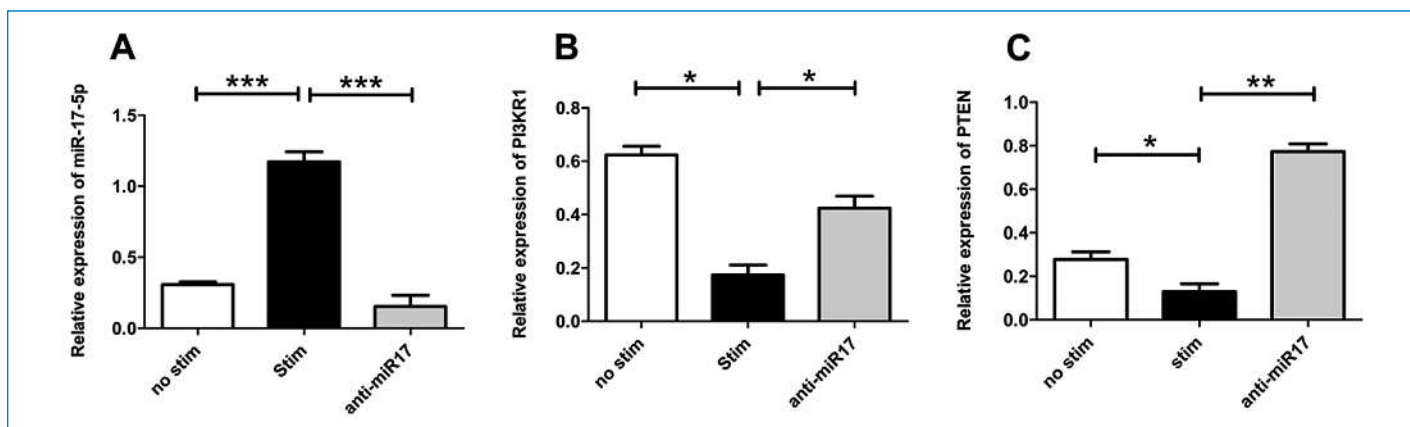 A
Relative expression of miR-17-5p
1.5
1.0
0.5
0.0
***
***
no stim
Stim
anti-miR17
B
Relative expression of PI3KR1
0.8
0.6
0.4
0.2
0.0
*
*
no stim
Stim
anti-miR17
C
Relative expression of PTEN
1.0
0.8
0.6
0.4
0.2
0.0
*
**
no stim
stim
anti-miR17